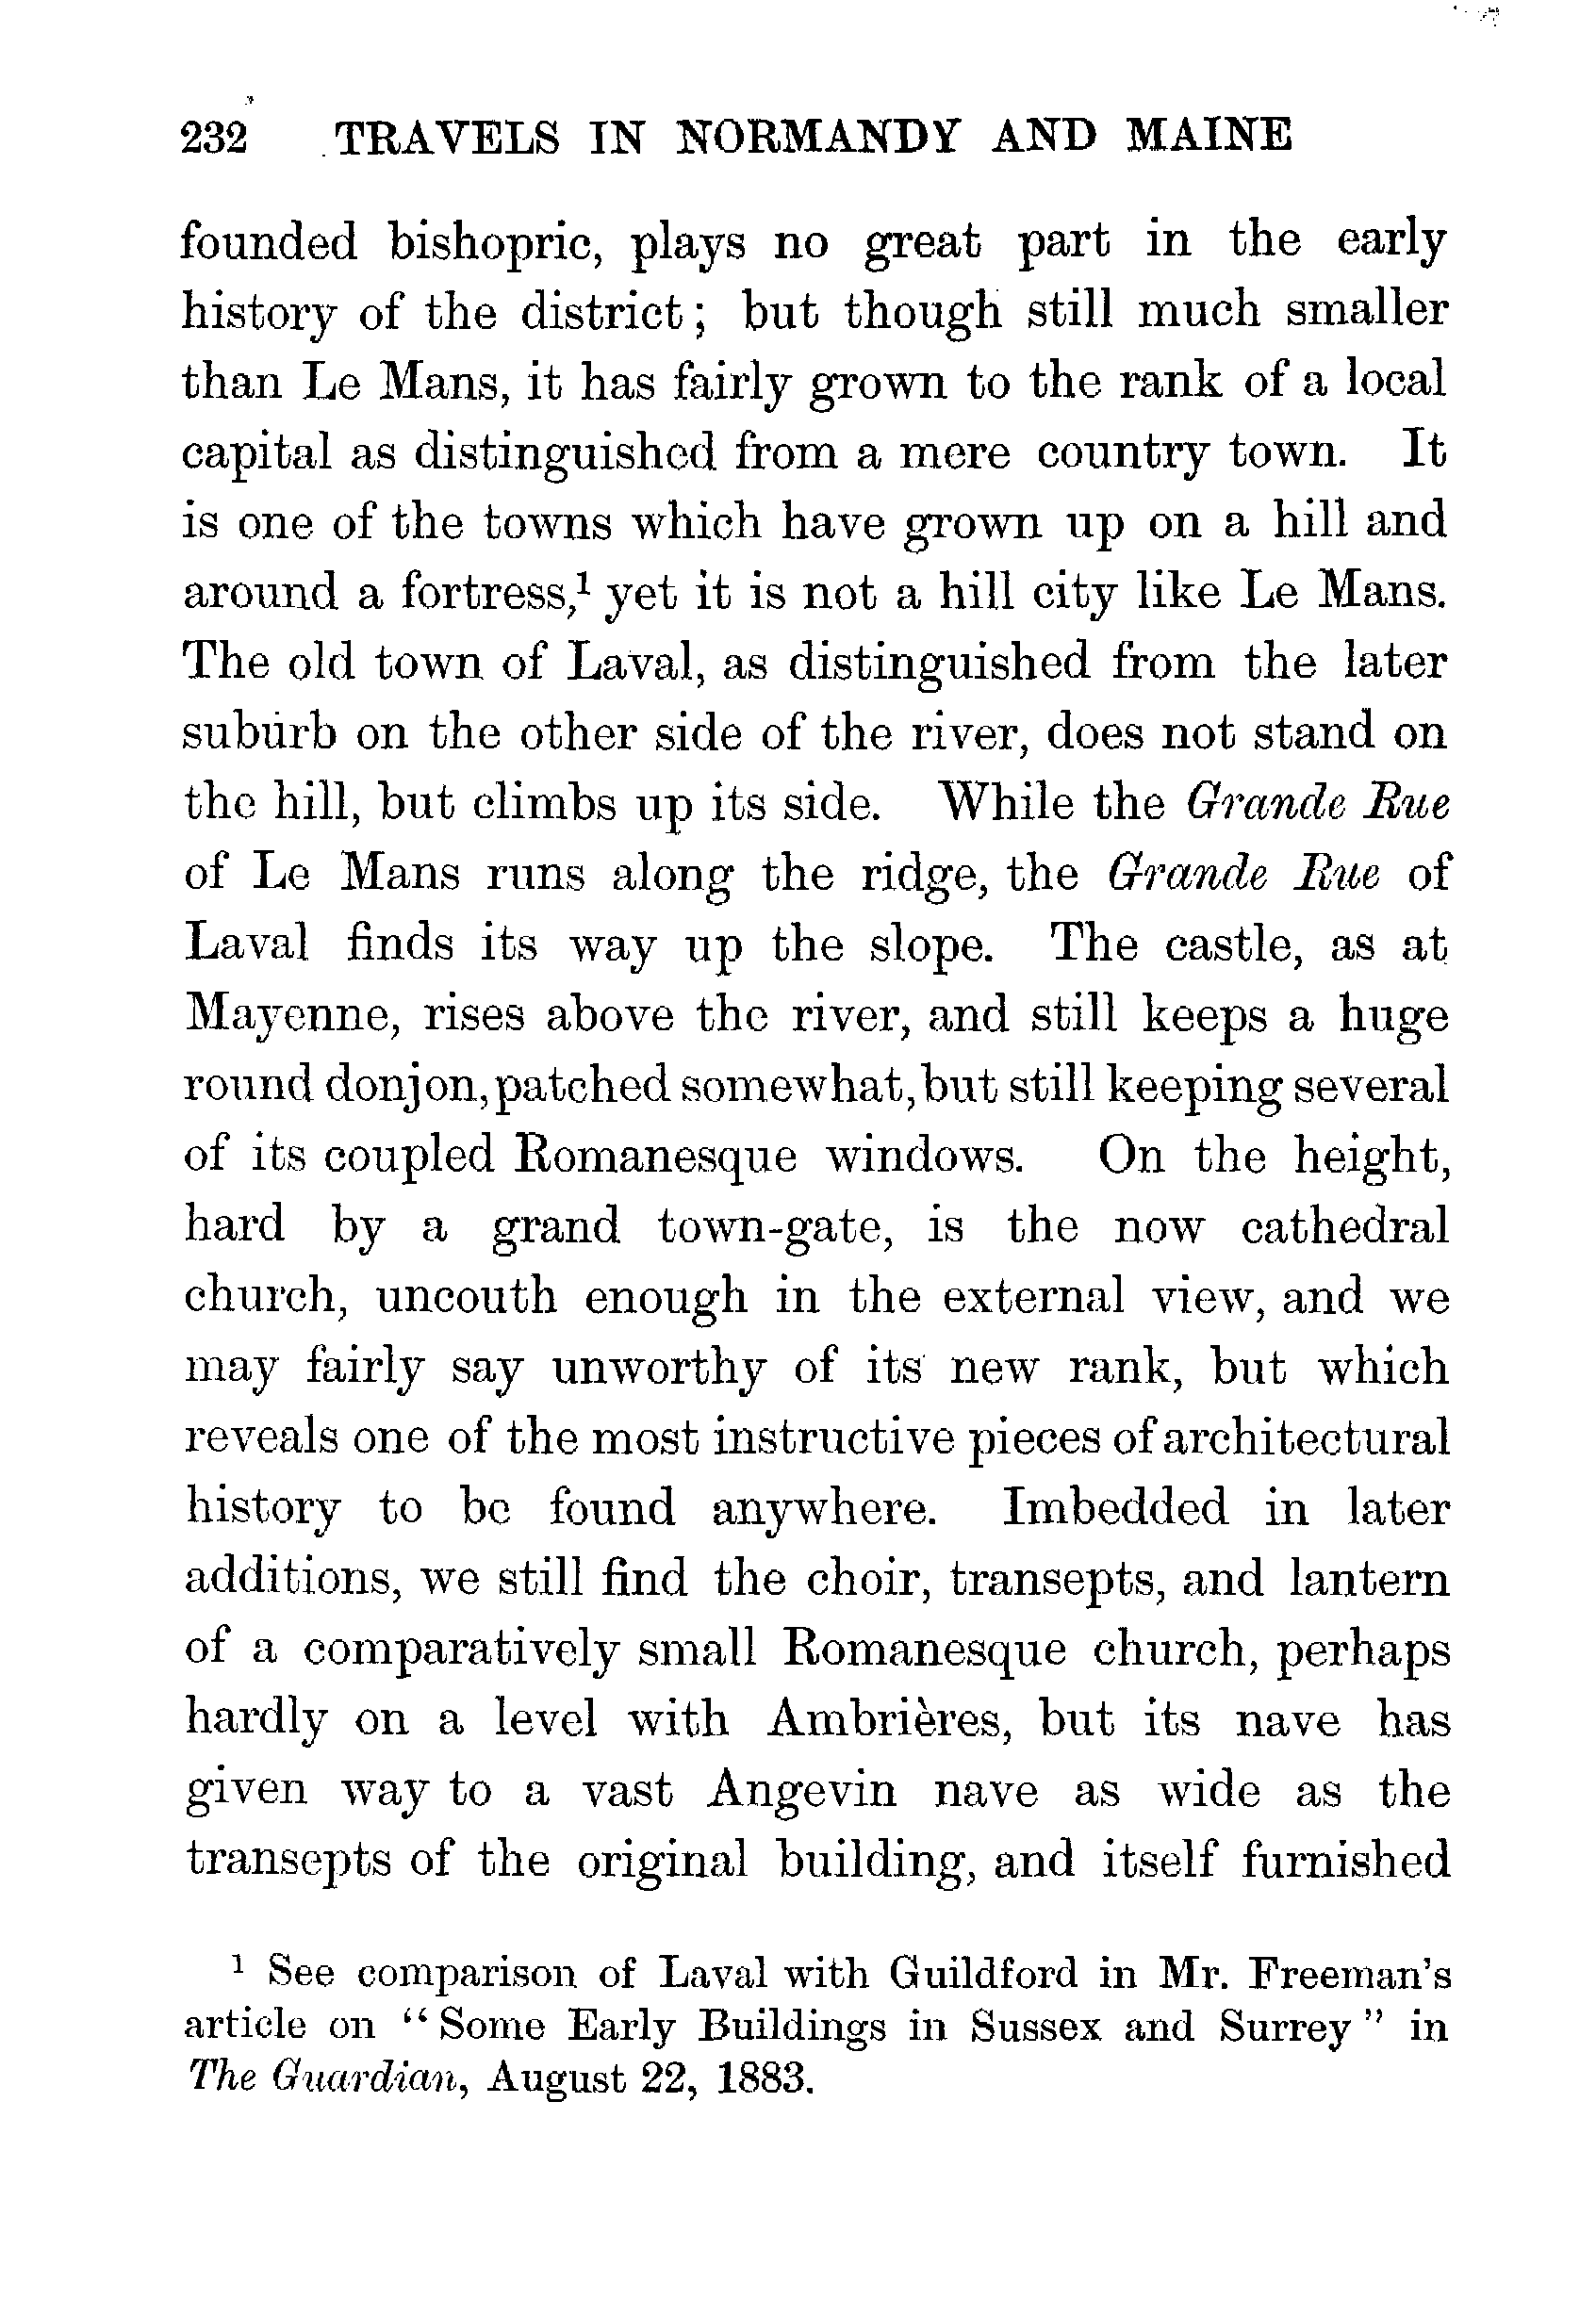 232 TRAVELS IN NORMANDY AND MAINE
founded bishopric, plays no great part in the early
history of the district; but though still much smaller
than Le Mans, it has fairly grown to the rank of a local
capital as distinguished from a mere country town. It
is one of the towns which have grown up on a hill and
around a fortress,¹ yet it is not a hill city like Le Mans.
The old town of Laval, as distinguished from the later
suburb on the other side of the river, does not stand on
the hill, but climbs up its side. While the Grande Rue
of Le Mans runs along the ridge, the Grande Rue of
Laval finds its way up the slope. The castle, as at
Mayenne, rises above the river, and still keeps a huge
round donjon, patched somewhat, but still keeping several
of its coupled Romanesque windows. On the height,
hard by a grand town-gate, is the now cathedral
church, uncouth enough in the external view, and we
may fairly say unworthy of its new rank, but which
reveals one of the most instructive pieces of architectural
history to be found anywhere. Imbedded in later
additions, we still find the choir, transepts, and lantern
of a comparatively small Romanesque church, perhaps
hardly on a level with Ambrières, but its nave has
given way to a vast Angevin nave as wide as the
transepts of the original building, and itself furnished
¹ See comparison of Laval with Guildford in Mr. Freeman's
article on "Some Early Buildings in Sussex and Surrey" in
The Guardian, August 22, 1883.